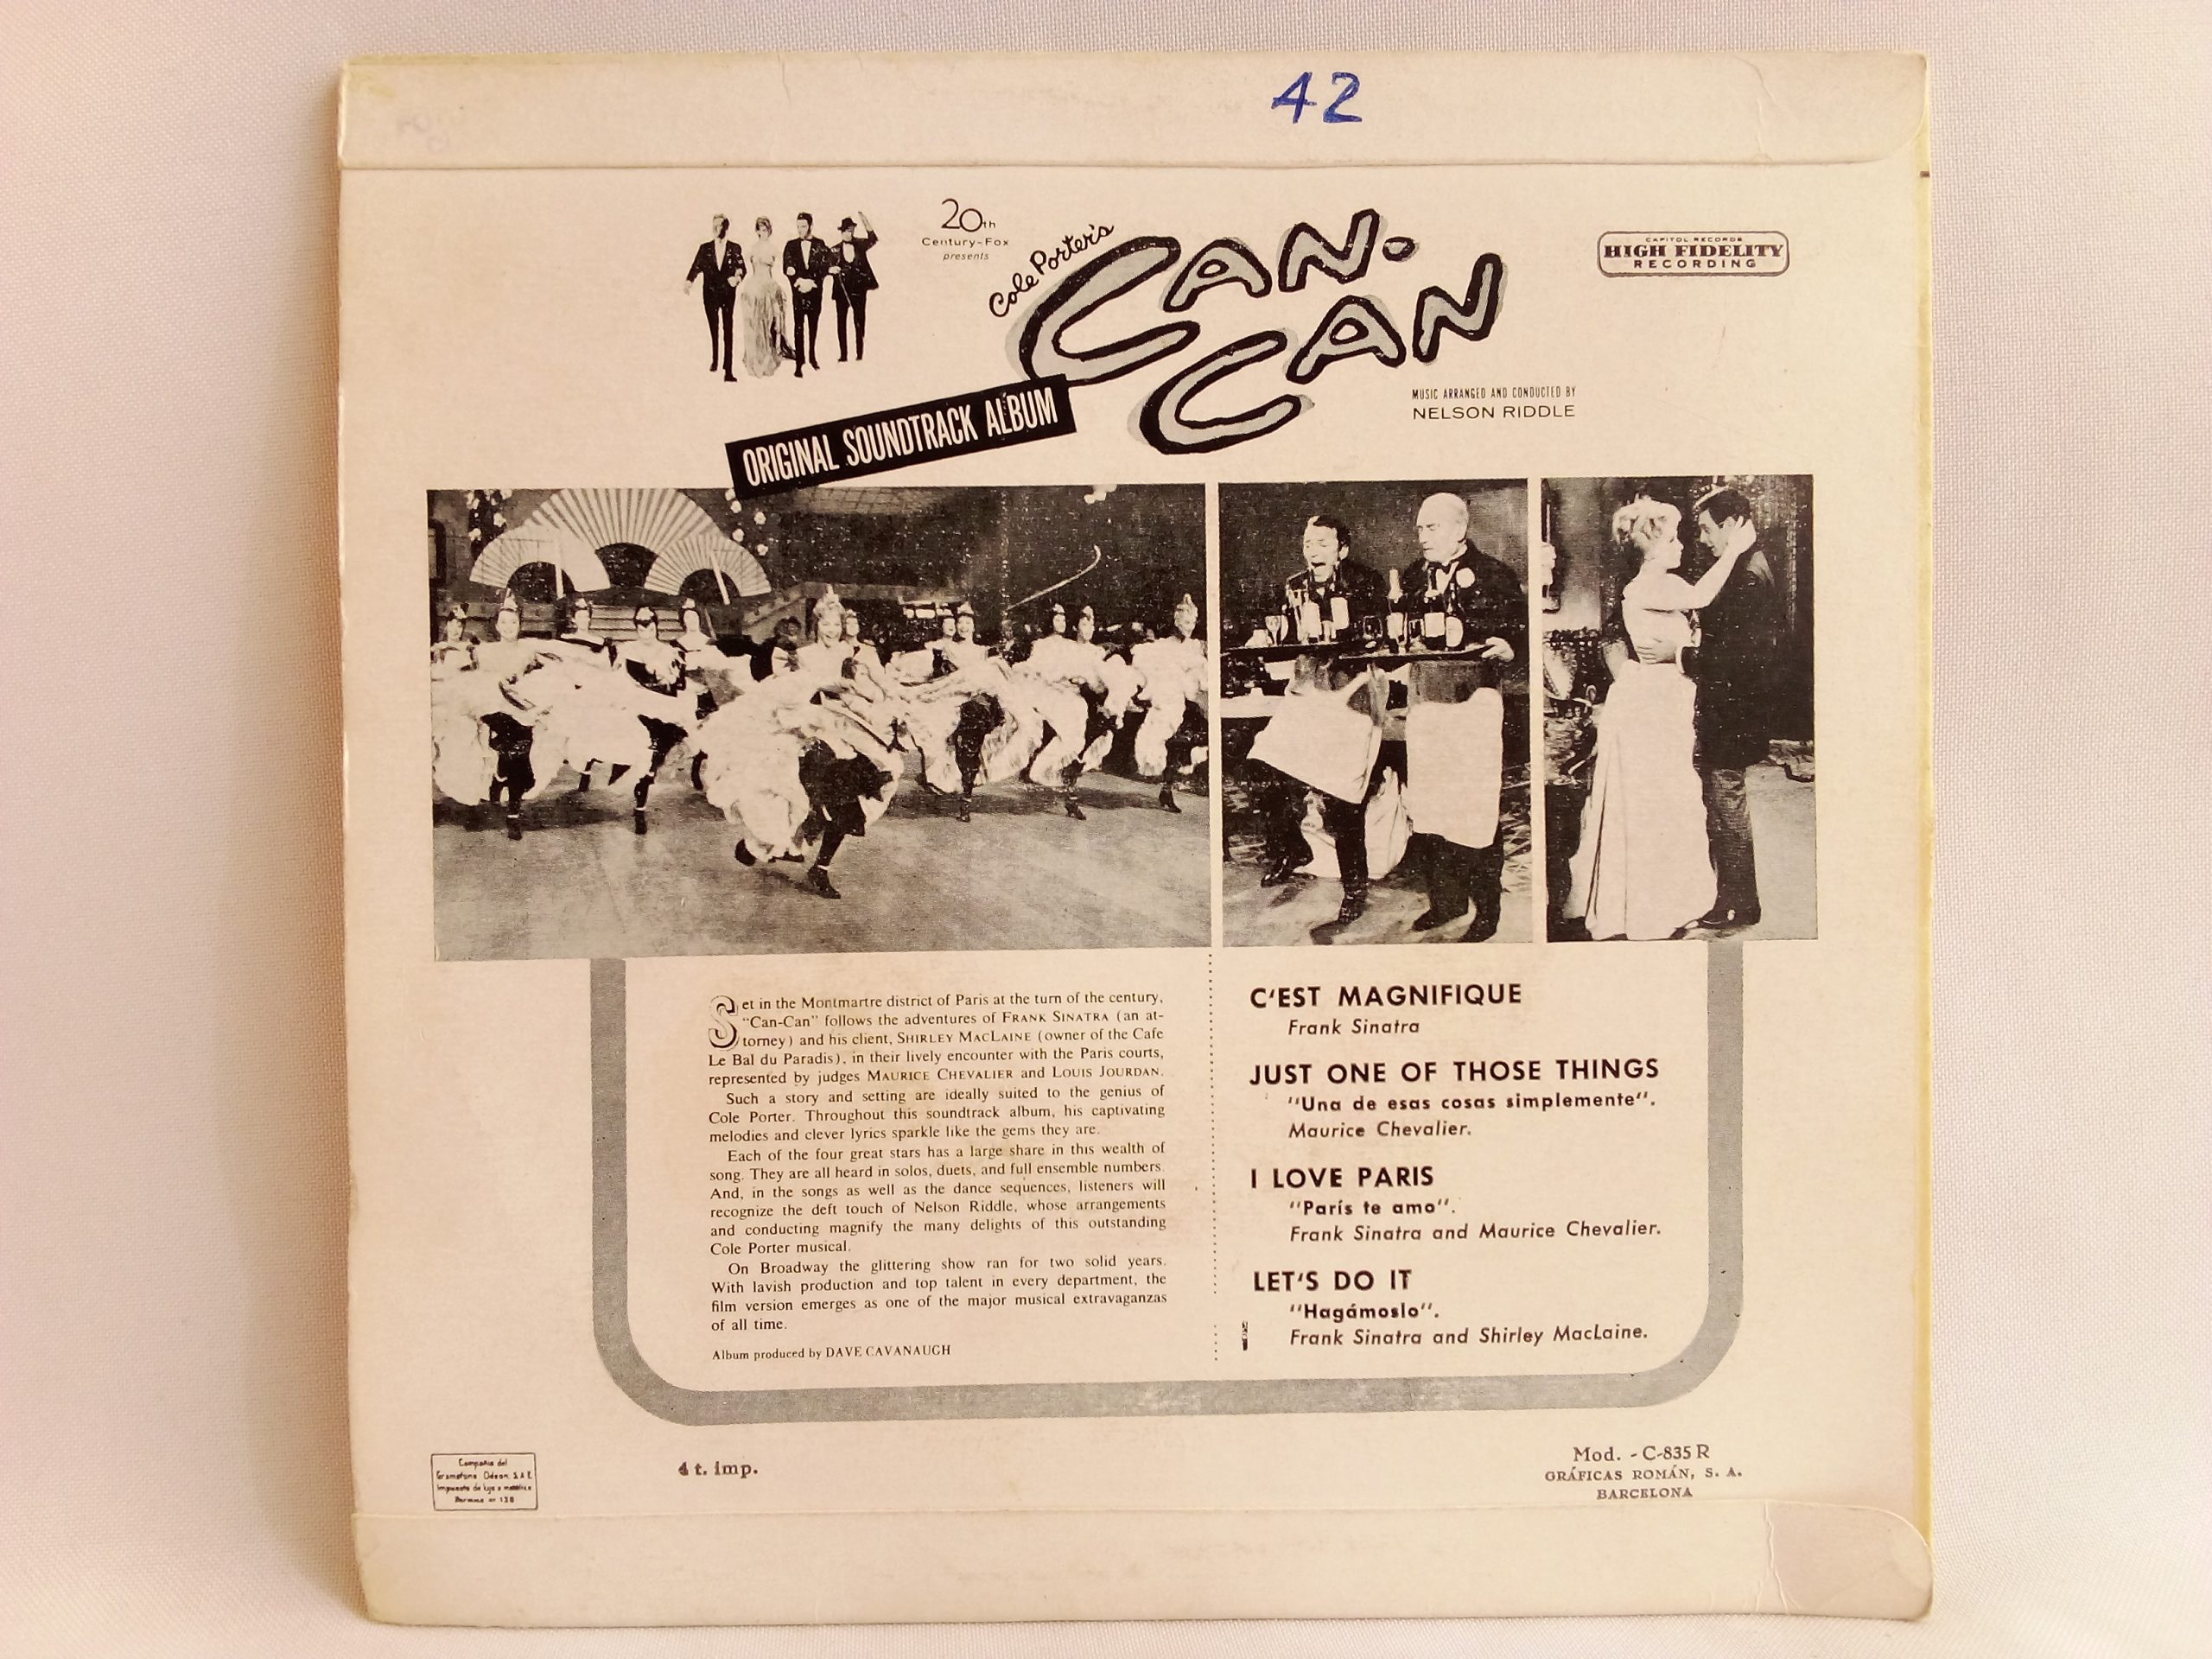 42
20th
Century-Fox
presents
Cole Porter's
CAN-
CAN
CAPITOL RECORDS
HIGH FIDELITY
RECORDING
MUSIC ARRANGED AND CONDUCTED BY
NELSON RIDDLE
ORIGINAL SOUNDTRACK ALBUM
Set in the Montmartre district of Paris at the turn of the century,
"Can-Can" follows the adventures of FRANK SINATRA (an at-
torney) and his client, SHIRLEY MACLAINE (owner of the Cafe
Le Bal du Paradis), in their lively encounter with the Paris courts,
represented by judges MAURICE CHEVALIER and LOUIS JOURDAN.
Such a story and setting are ideally suited to the genius of
Cole Porter. Throughout this soundtrack album, his captivating
melodies and clever lyrics sparkle like the gems they are.
Each of the four great stars has a large share in this wealth of
song. They are all heard in solos, duets, and full ensemble numbers.
And, in the songs as well as the dance sequences, listeners will
recognize the deft touch of Nelson Riddle, whose arrangements
and conducting magnify the many delights of this outstanding
Cole Porter musical.
On Broadway the glittering show ran for two solid years.
With lavish production and top talent in every department, the
film version emerges as one of the major musical extravaganzas
of all time.
Album produced by DAVE CAVANAUGH
C'EST MAGNIFIQUE
Frank Sinatra
JUST ONE OF THOSE THINGS
"Una de esas cosas simplemente".
Maurice Chevalier.
I LOVE PARIS
"París te amo".
Frank Sinatra and Maurice Chevalier.
LET'S DO IT
"Hagámoslo".
Frank Sinatra and Shirley MacLaine.
Compañia del
Gramofono Odeon, S.A.E.
Impuesto de lujo a metálico
Permiso nº 138
4 t. imp.
Mod. - C-835 R
GRÁFICAS ROMÁN, S. A.
BARCELONA